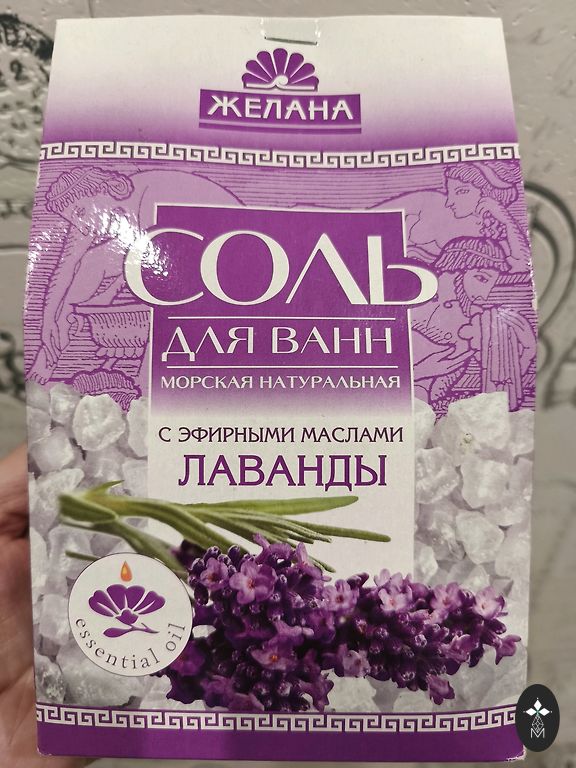 ЖЕЛАНА
СОЛЬ
ДЛЯ ВАНН
МОРСКАЯ НАТУРАЛЬНАЯ
С ЭФИРНЫМИ МАСЛАМИ
ЛАВАНДЫ
essential oil